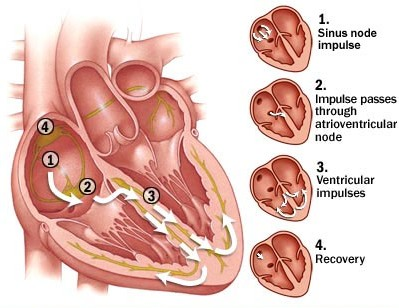 4
1
2
3
1.
Sinus node
impulse
2.
Impulse passes
through
atrioventricular
node
3.
Ventricular
impulses
4.
Recovery